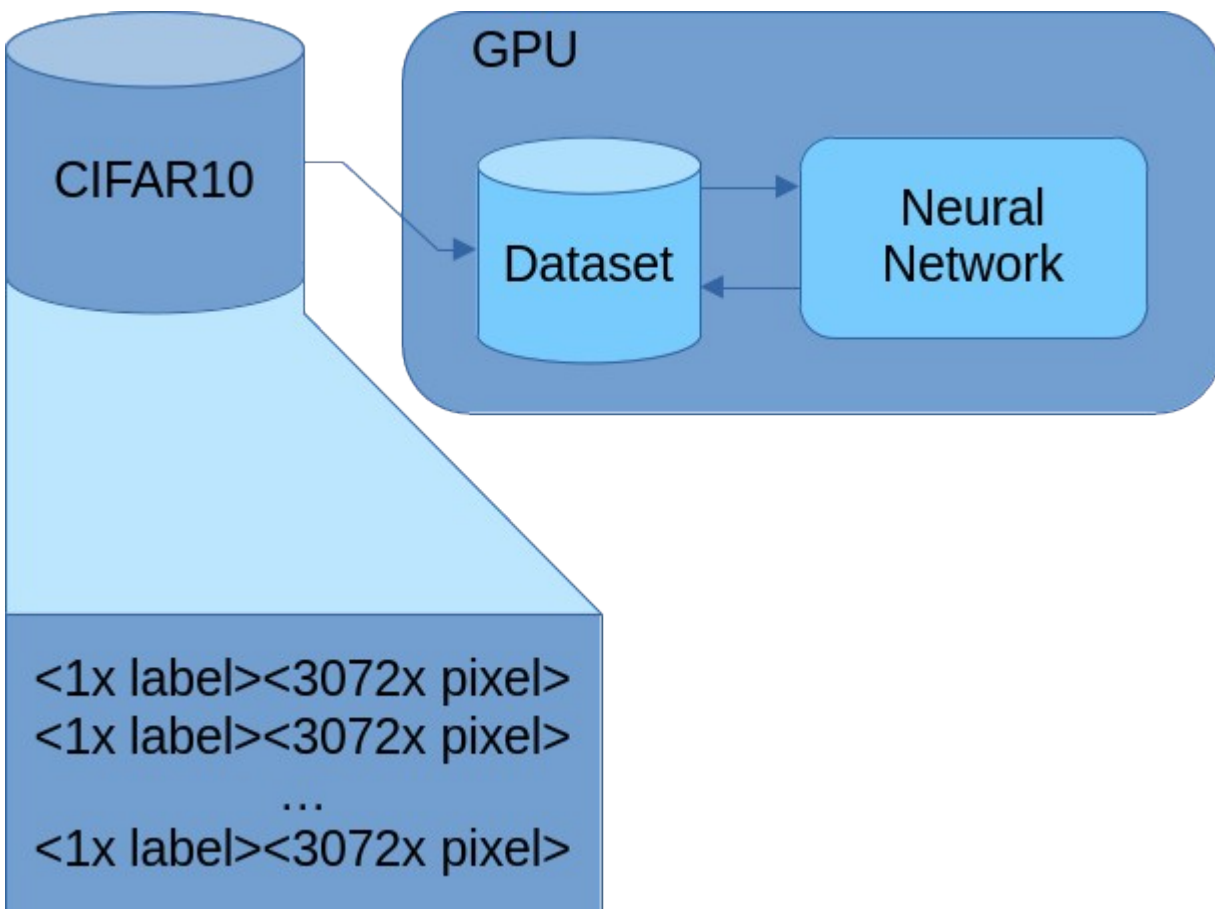 GPU
CIFAR10
Dataset
Neural
Network
<1x label><3072x pixel>
<1x label><3072x pixel>
...
<1x label><3072x pixel>